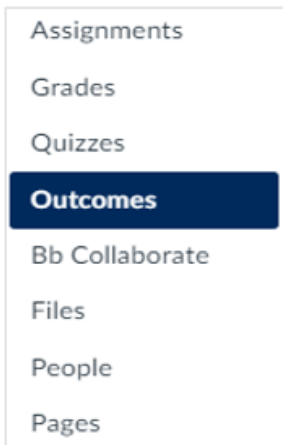 Assignments
Grades
Quizzes
Outcomes
Bb Collaborate
Files
People
Pages